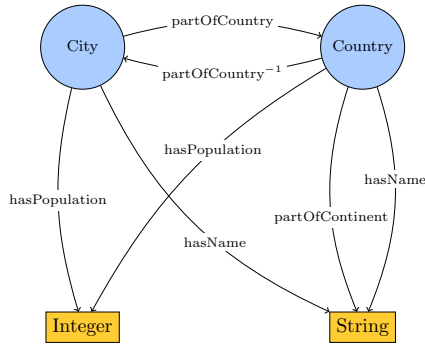 partOfCountry
City
Country
partOfCountry⁻¹
hasPopulation
hasName
hasPopulation
partOfContinent
hasName
Integer
String